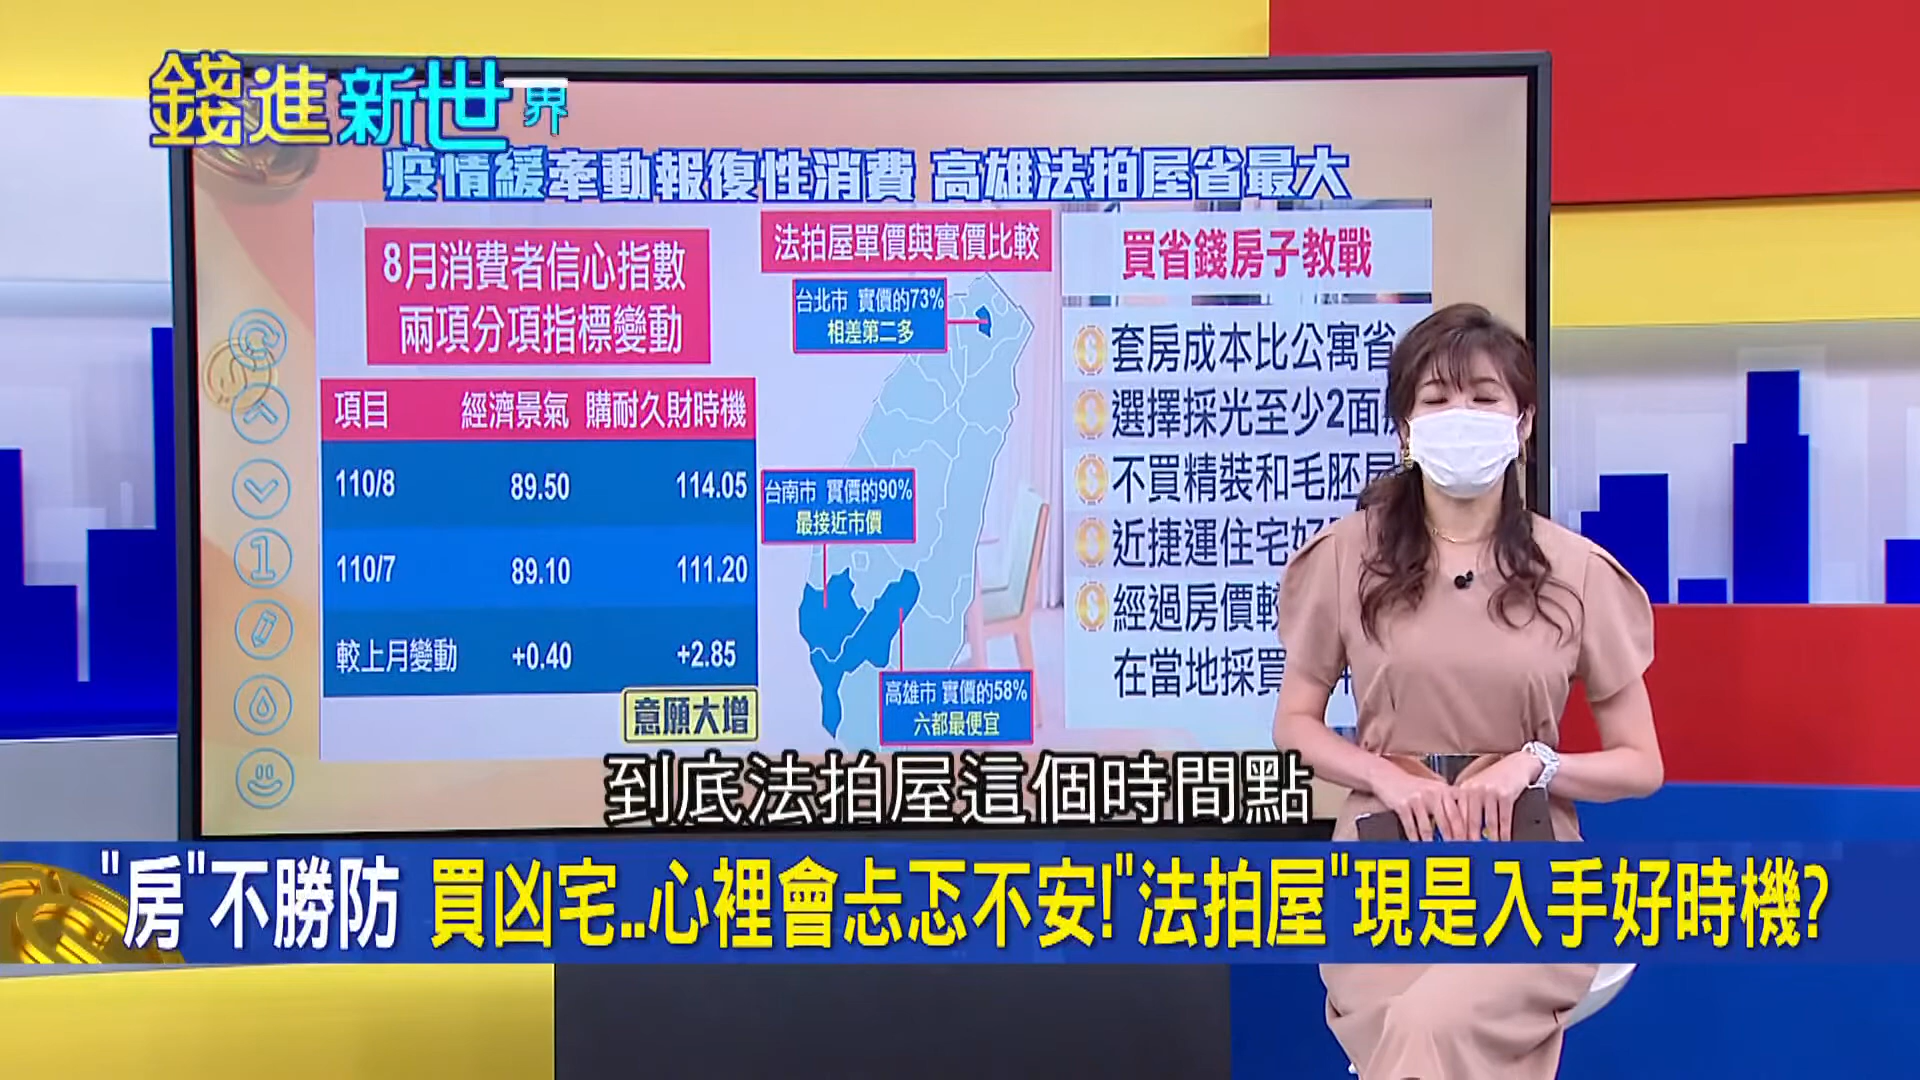 錢進新世界
疫情緩牽動報復性消費 高雄法拍屋省最大
8月消費者信心指數
兩項分項指標變動
項目 經濟景氣 購耐久財時機
110/8 89.50 114.05
110/7 89.10 111.20
較上月變動 +0.40 +2.85
意願大增
法拍屋單價與實價比較
台北市 實價的73%
相差第二多
台南市 實價的90%
最接近市價
高雄市 實價的58%
六都最便宜
買省錢房子教戰
套房成本比公寓省
選擇採光至少2面
不買精裝和毛胚屋
近捷運住宅好
經過房價較
在當地採買
1
到底法拍屋這個時間點
"房"不勝防 買凶宅..心裡會忐忑不安!"法拍屋"現是入手好時機?